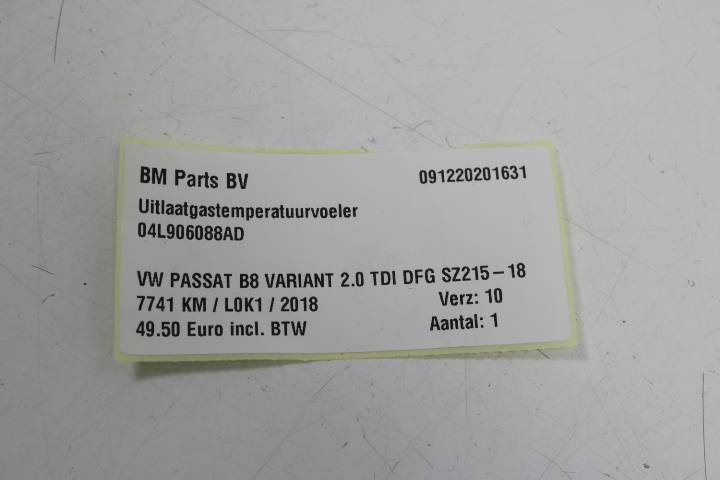 BM Parts BV 091220201631
Uitlaatgastemperatuurvoeler
04L906088AD
VW PASSAT B8 VARIANT 2.0 TDI DFG SZ215-18
7741 KM / L0K1 / 2018 Verz: 10
49.50 Euro incl. BTW Aantal: 1